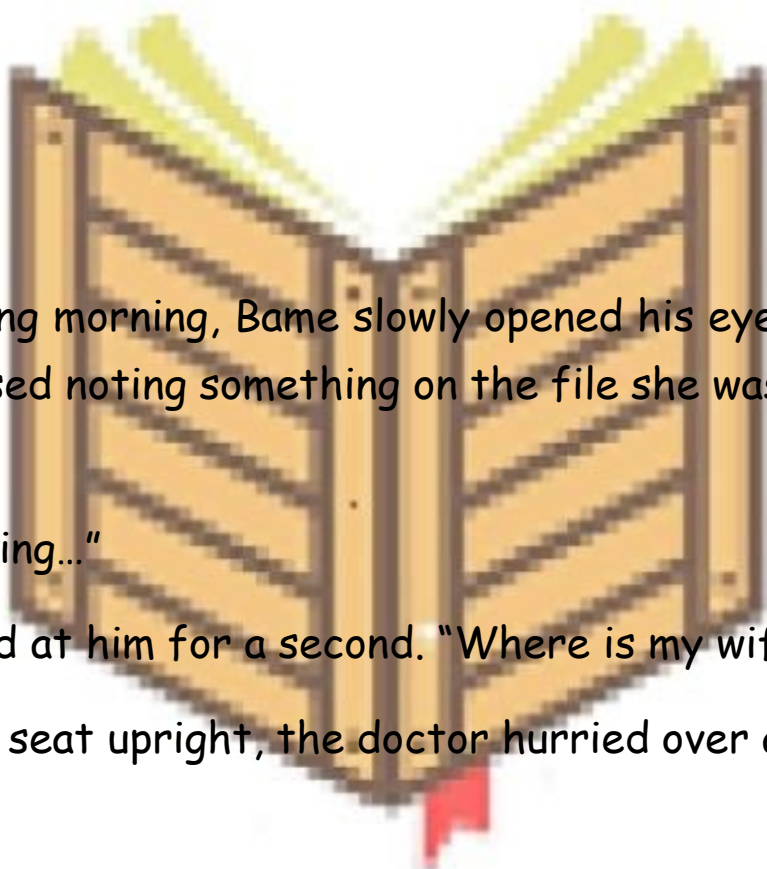 ng morning, Bame slowly opened his eye
sed noting something on the file she was
ing…”
d at him for a second. “Where is my wif
seat upright, the doctor hurried over